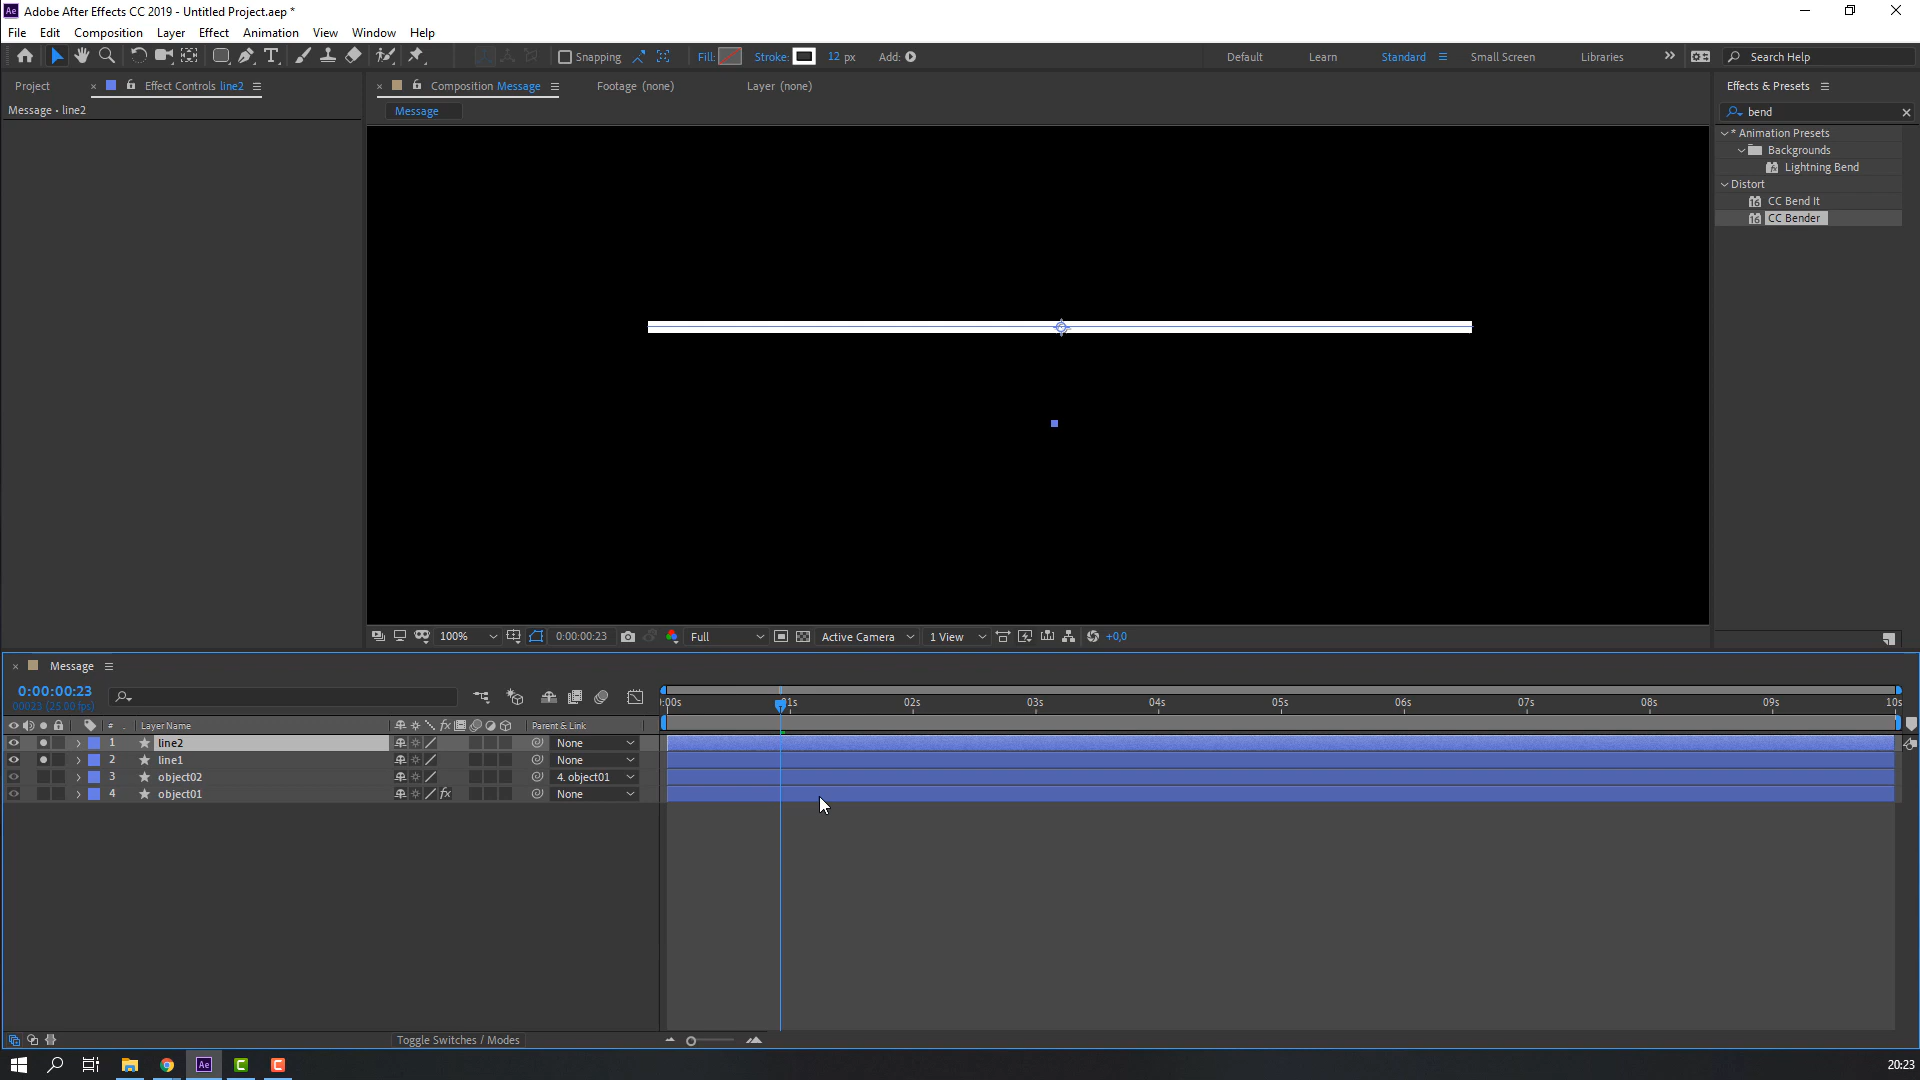 Adobe After Effects CC 2019 - Untitled Project.aep *
File Edit Composition Layer Effect Animation View Window Help
Snapping Fill: Stroke: 12 px Add: Default Learn Standard Small Screen Libraries Search Help
Project Effect Controls line2 Composition Message Footage (none) Layer (none) Effects & Presets
Message • line2 Message bend
* Animation Presets
Backgrounds
Lightning Bend
Distort
CC Bend It
CC Bender
100% 0:00:00:23 Full Active Camera 1 View +0,0
Message
0:00:00:23
00023 (25.00 fps)
:00s 01s 02s 03s 04s 05s 06s 07s 08s 09s 10s
# Layer Name Parent & Link
1 line2 None
2 line1 None
3 object02 4. object01
4 object01 fx None
Toggle Switches / Modes
Ae 20:23